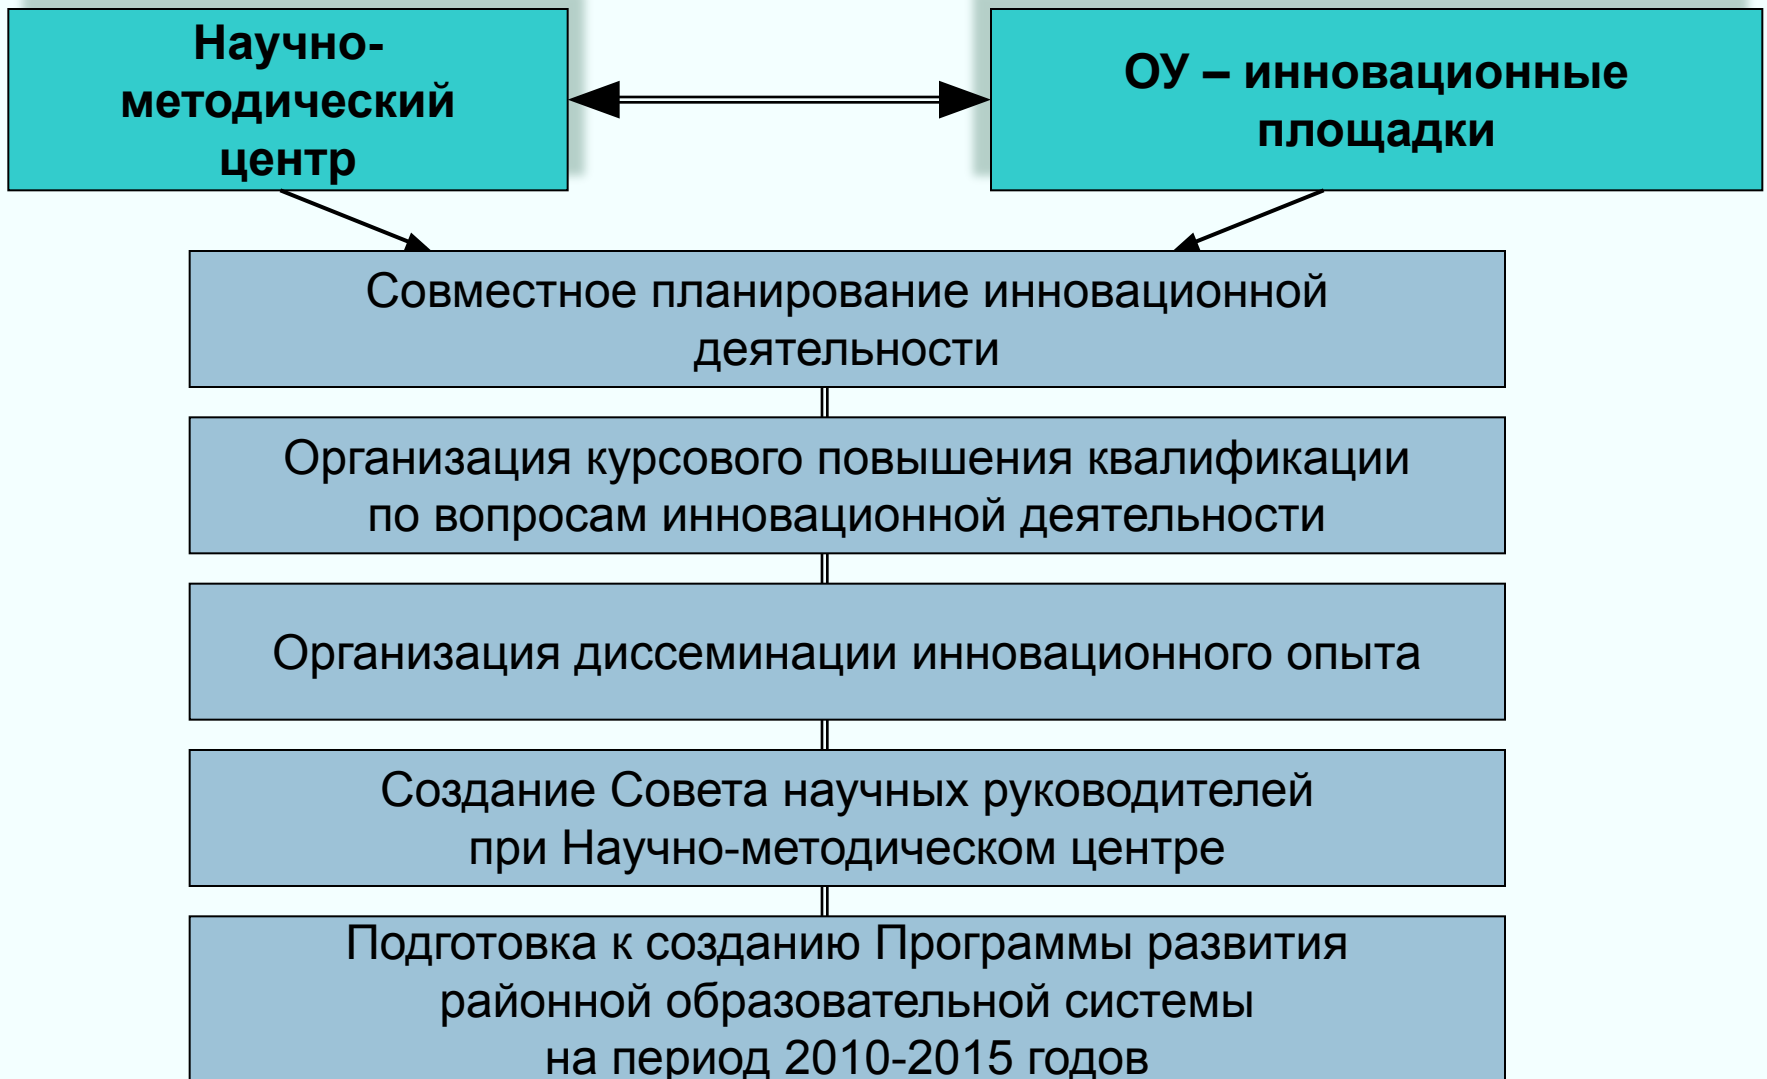 Научно-
методический
центр
ОУ – инновационные
площадки
Совместное планирование инновационной
деятельности
Организация курсового повышения квалификации
по вопросам инновационной деятельности
Организация диссеминации инновационного опыта
Создание Совета научных руководителей
при Научно-методическом центре
Подготовка к созданию Программы развития
районной образовательной системы
на период 2010-2015 годов